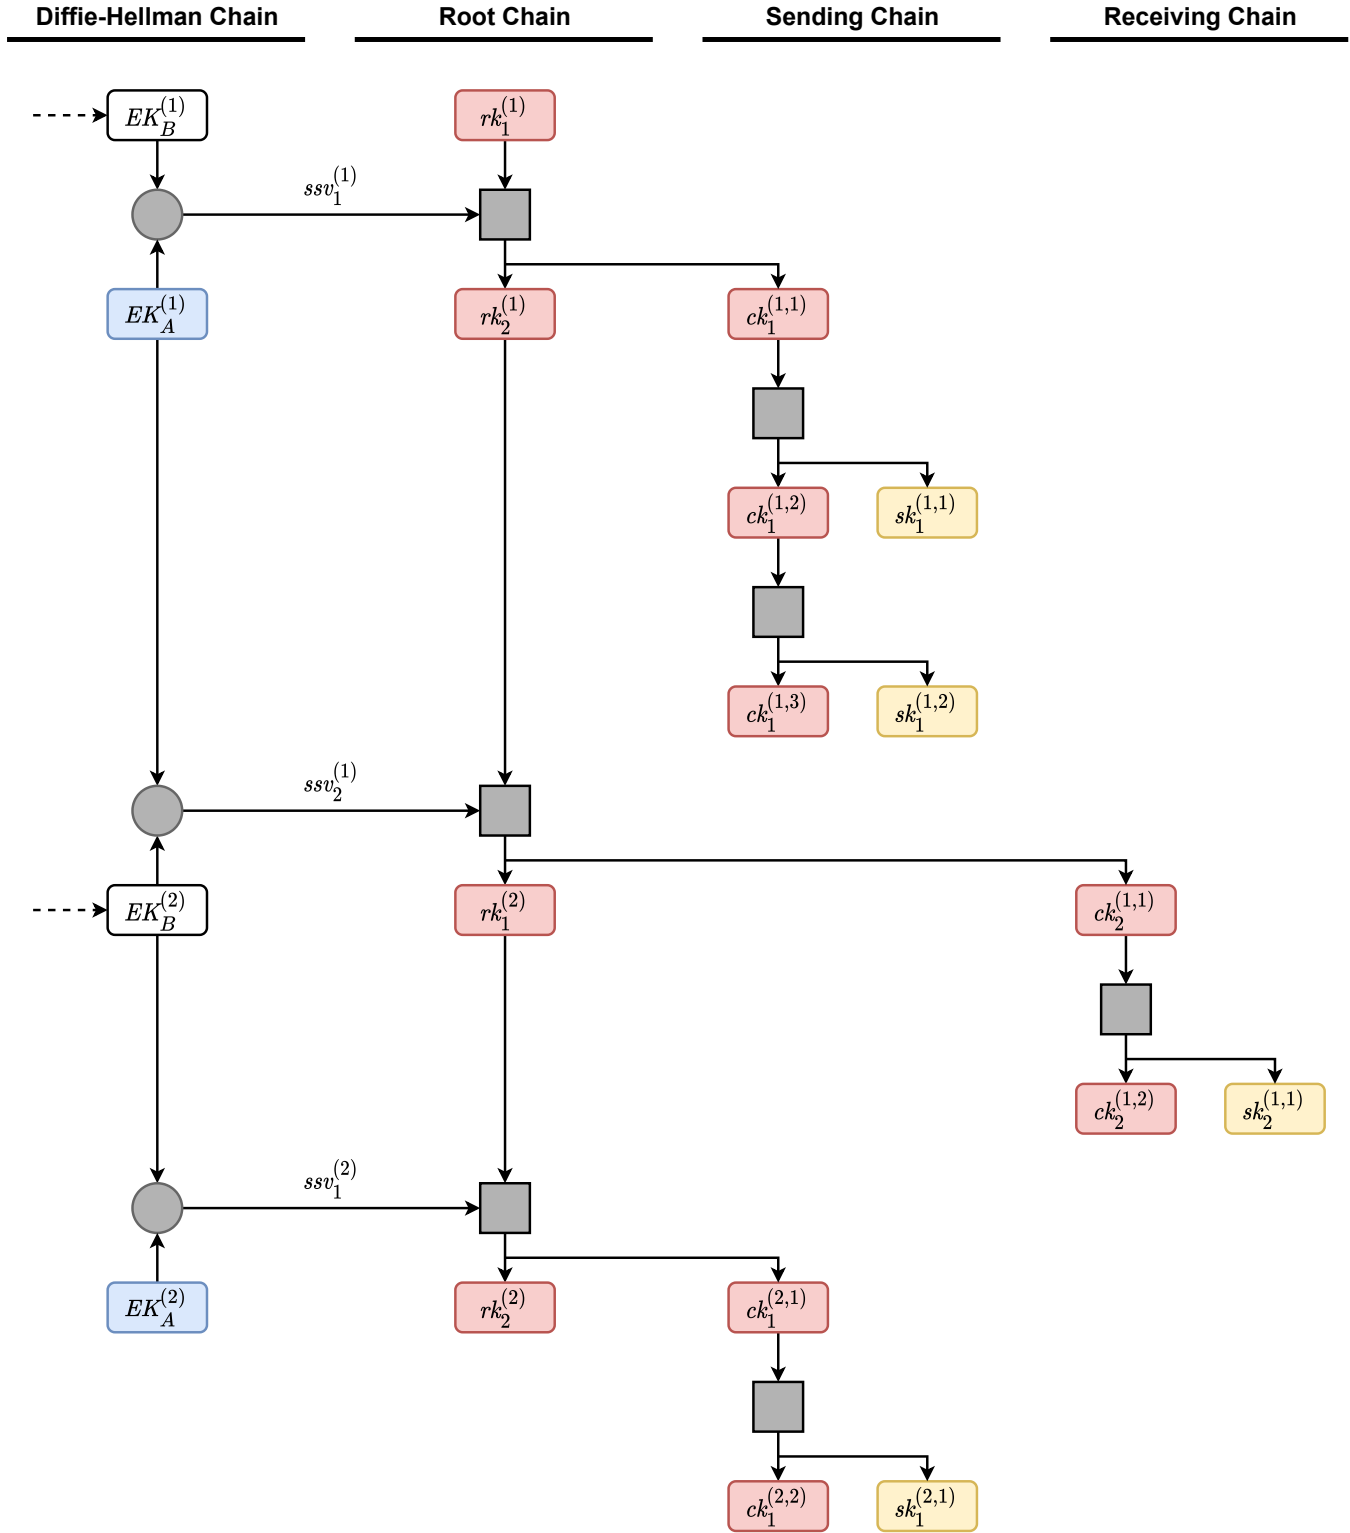 Diffie-Hellman Chain
Root Chain
Sending Chain
Receiving Chain
EK_B^(1)
rk_1^(1)
ssv_1^(1)
EK_A^(1)
rk_2^(1)
ck_1^(1,1)
ck_1^(1,2)
sk_1^(1,1)
ck_1^(1,3)
sk_1^(1,2)
ssv_2^(1)
EK_B^(2)
rk_1^(2)
ck_2^(1,1)
ck_2^(1,2)
sk_2^(1,1)
ssv_1^(2)
EK_A^(2)
rk_2^(2)
ck_1^(2,1)
ck_1^(2,2)
sk_1^(2,1)